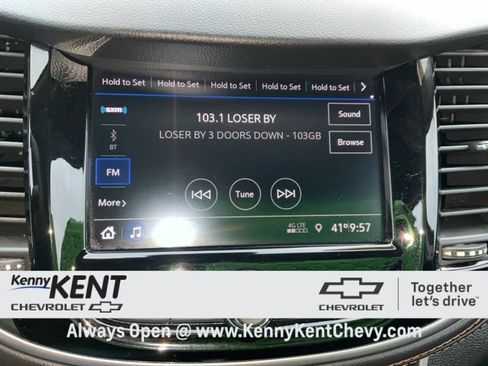 Hold to Set Hold to Set Hold to Set Hold to Set Hold to Set >
((sxm))
103.1 LOSER BY
Sound
LOSER BY 3 DOORS DOWN - 103GB
BT
Browse
FM
Tune
More >
4G LTE
41° 9:57
Kenny KENT
CHEVROLET
CHEVROLET
Together
let's drive™
Always Open @ www.KennyKentChevy.com